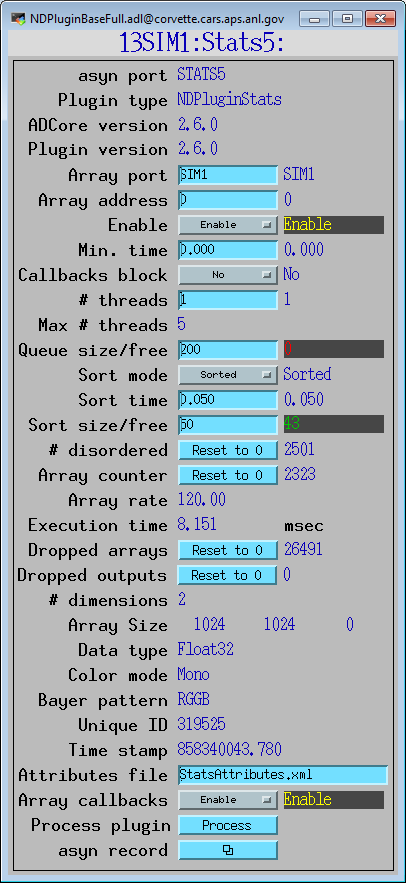 NDPluginBaseFull.adl@corvette.cars.aps.anl.gov
13SIM1:Stats5:
asyn port STATS5
Plugin type NDPluginStats
ADCore version 2.6.0
Plugin version 2.6.0
Array port SIM1 SIM1
Array address 0 0
Enable Enable Enable
Min. time 0.000 0.000
Callbacks block No No
# threads 1 1
Max # threads 5
Queue size/free 200 0
Sort mode Sorted Sorted
Sort time 0.050 0.050
Sort size/free 50 43
# disordered Reset to 0 2501
Array counter Reset to 0 2323
Array rate 120.00
Execution time 8.151 msec
Dropped arrays Reset to 0 26491
Dropped outputs Reset to 0 0
# dimensions 2
Array Size 1024 1024 0
Data type Float32
Color mode Mono
Bayer pattern RGGB
Unique ID 319525
Time stamp 858340043.780
Attributes file StatsAttributes.xml
Array callbacks Enable Enable
Process plugin Process
asyn record